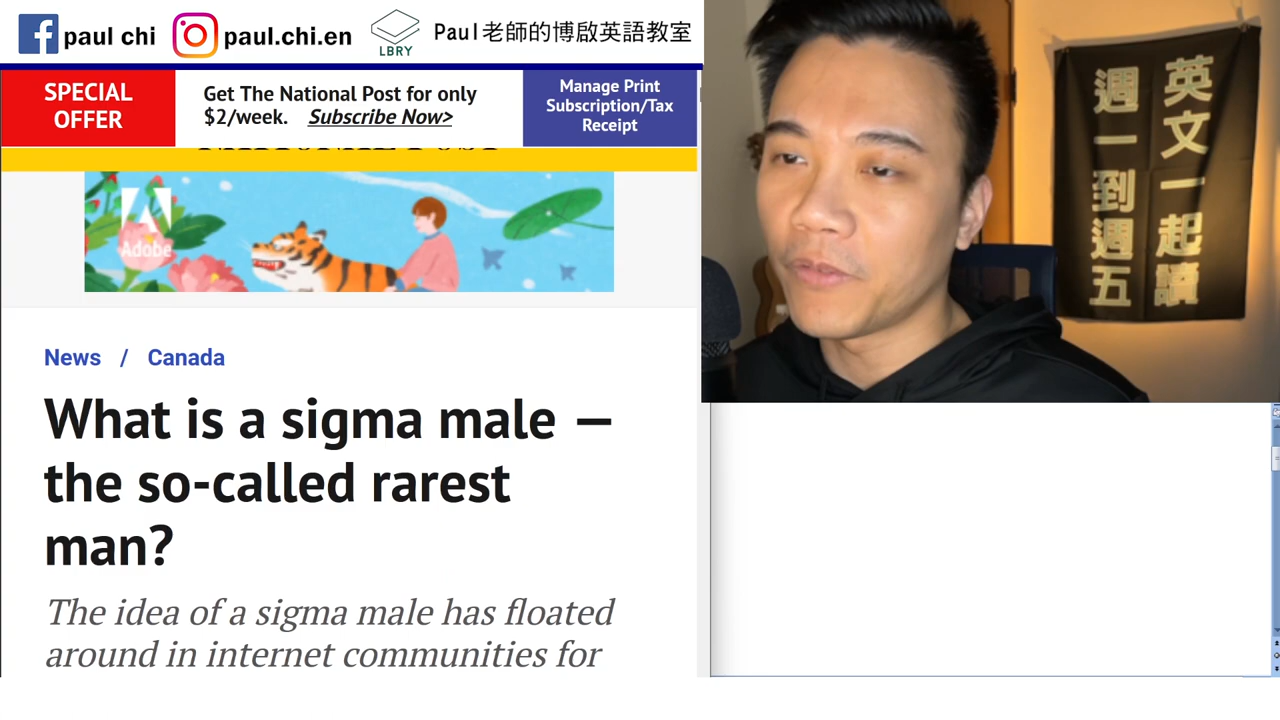 paul chi
paul.chi.en
LBRY
Paul老師的博啟英語教室
SPECIAL
OFFER
Get The National Post for only
$2/week. Subscribe Now>
Manage Print
Subscription/Tax
Receipt
Adobe
News / Canada
What is a sigma male —
the so-called rarest
man?
The idea of a sigma male has floated
around in internet communities for
英文一起讀
週一到週五